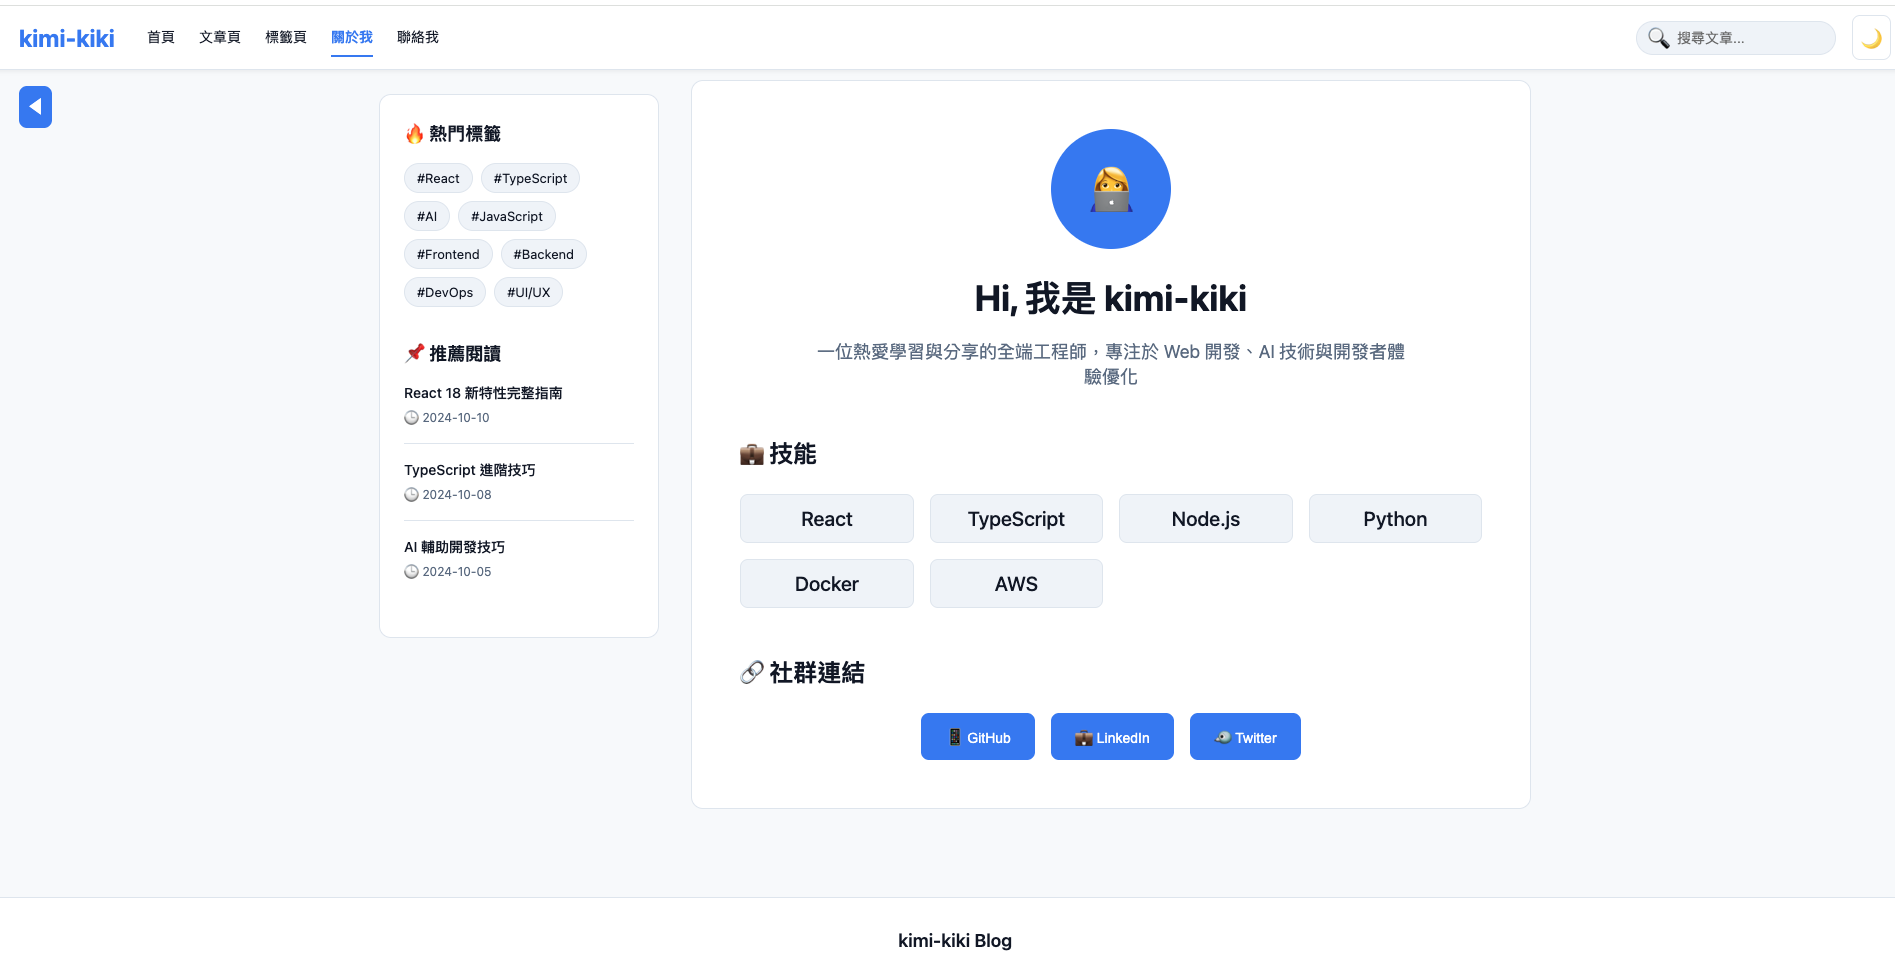 kimi-kiki
首頁
文章頁
標籤頁
關於我
聯絡我
搜尋文章...
熱門標籤
#React
#TypeScript
#AI
#JavaScript
#Frontend
#Backend
#DevOps
#UI/UX
推薦閱讀
React 18 新特性完整指南
2024-10-10
TypeScript 進階技巧
2024-10-08
AI 輔助開發技巧
2024-10-05
Hi, 我是 kimi-kiki
一位熱愛學習與分享的全端工程師，專注於 Web 開發、AI 技術與開發者體
驗優化
技能
React
TypeScript
Node.js
Python
Docker
AWS
社群連結
GitHub
LinkedIn
Twitter
kimi-kiki Blog